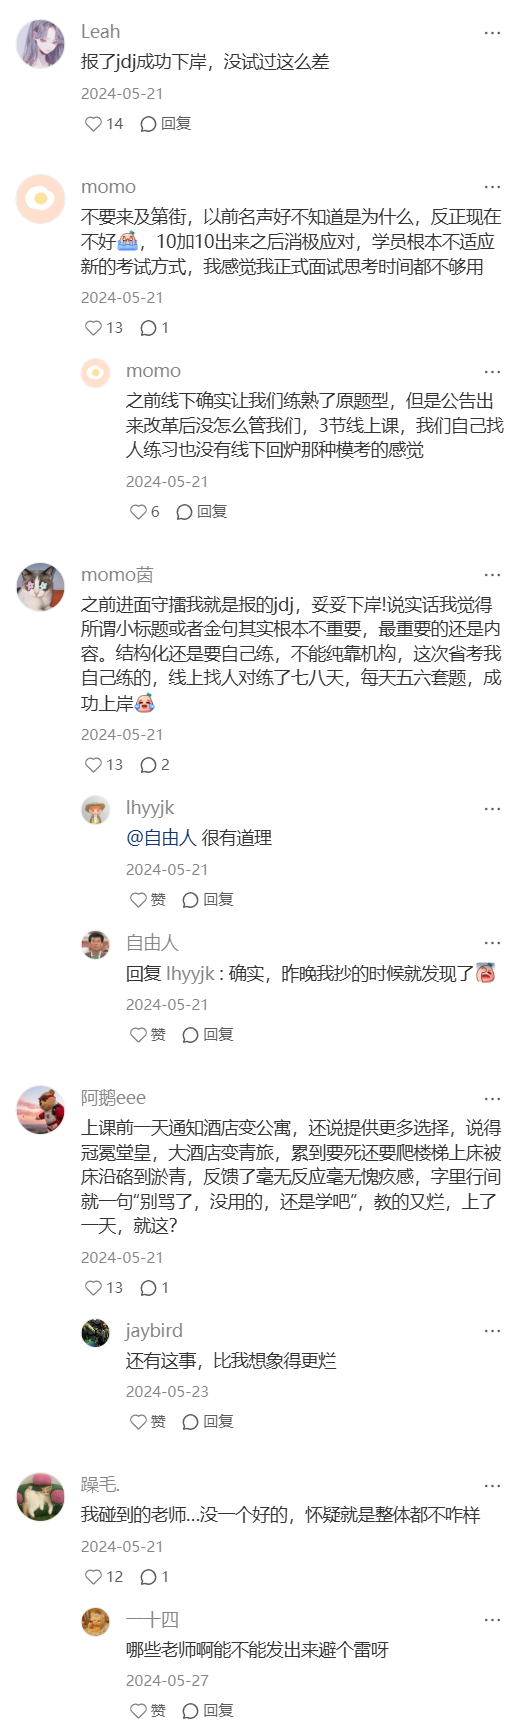 Leah
报了jdj成功下岸，没试过这么差
2024-05-21
14 回复
momo
不要来及第街，以前名声好不知道是为什么，反正现在
不好，10加10出来之后消极应对，学员根本不适应
新的考试方式，我感觉我正式面试思考时间都不够用
2024-05-21
13 1
momo
之前线下确实让我们练熟了原题型，但是公告出
来改革后没怎么管我们，3节线上课，我们自己找
人练习也没有线下回炉那种模考的感觉
2024-05-21
6 回复
momo茵
之前进面守擂我就是报的jdj，妥妥下岸!说实话我觉得
所谓小标题或者金句其实根本不重要，最重要的还是内
容。结构化还是要自己练，不能纯靠机构，这次省考我
自己练的，线上找人对练了七八天，每天五六套题，成
功上岸
2024-05-21
13 2
lhyyjk
@自由人 很有道理
2024-05-21
赞 回复
自由人
回复 lhyyjk : 确实，昨晚我抄的时候就发现了
2024-05-21
赞 回复
阿鹅eee
上课前一天通知酒店变公寓，还说提供更多选择，说得
冠冕堂皇，大酒店变青旅，累到要死还要爬楼梯上床被
床沿硌到淤青，反馈了毫无反应毫无愧疚感，字里行间
就一句“别骂了，没用的，还是学吧”，教的又烂，上了
一天，就这？
2024-05-21
13 1
jaybird
还有这事，比我想象得更烂
2024-05-23
赞 回复
躁毛.
我碰到的老师…没一个好的，怀疑就是整体都不咋样
2024-05-21
12 1
一十四
哪些老师啊能不能发出来避个雷呀
2024-05-27
赞 回复